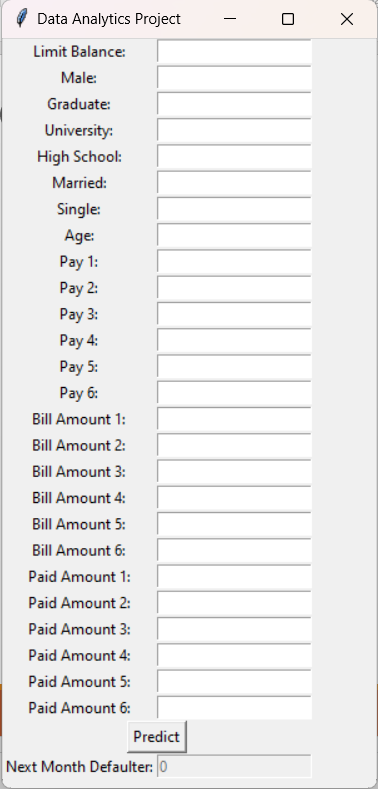 Data Analytics Project
Limit Balance:
Male:
Graduate:
University:
High School:
Married:
Single:
Age:
Pay 1:
Pay 2:
Pay 3:
Pay 4:
Pay 5:
Pay 6:
Bill Amount 1:
Bill Amount 2:
Bill Amount 3:
Bill Amount 4:
Bill Amount 5:
Bill Amount 6:
Paid Amount 1:
Paid Amount 2:
Paid Amount 3:
Paid Amount 4:
Paid Amount 5:
Paid Amount 6:
Predict
Next Month Defaulter: 0